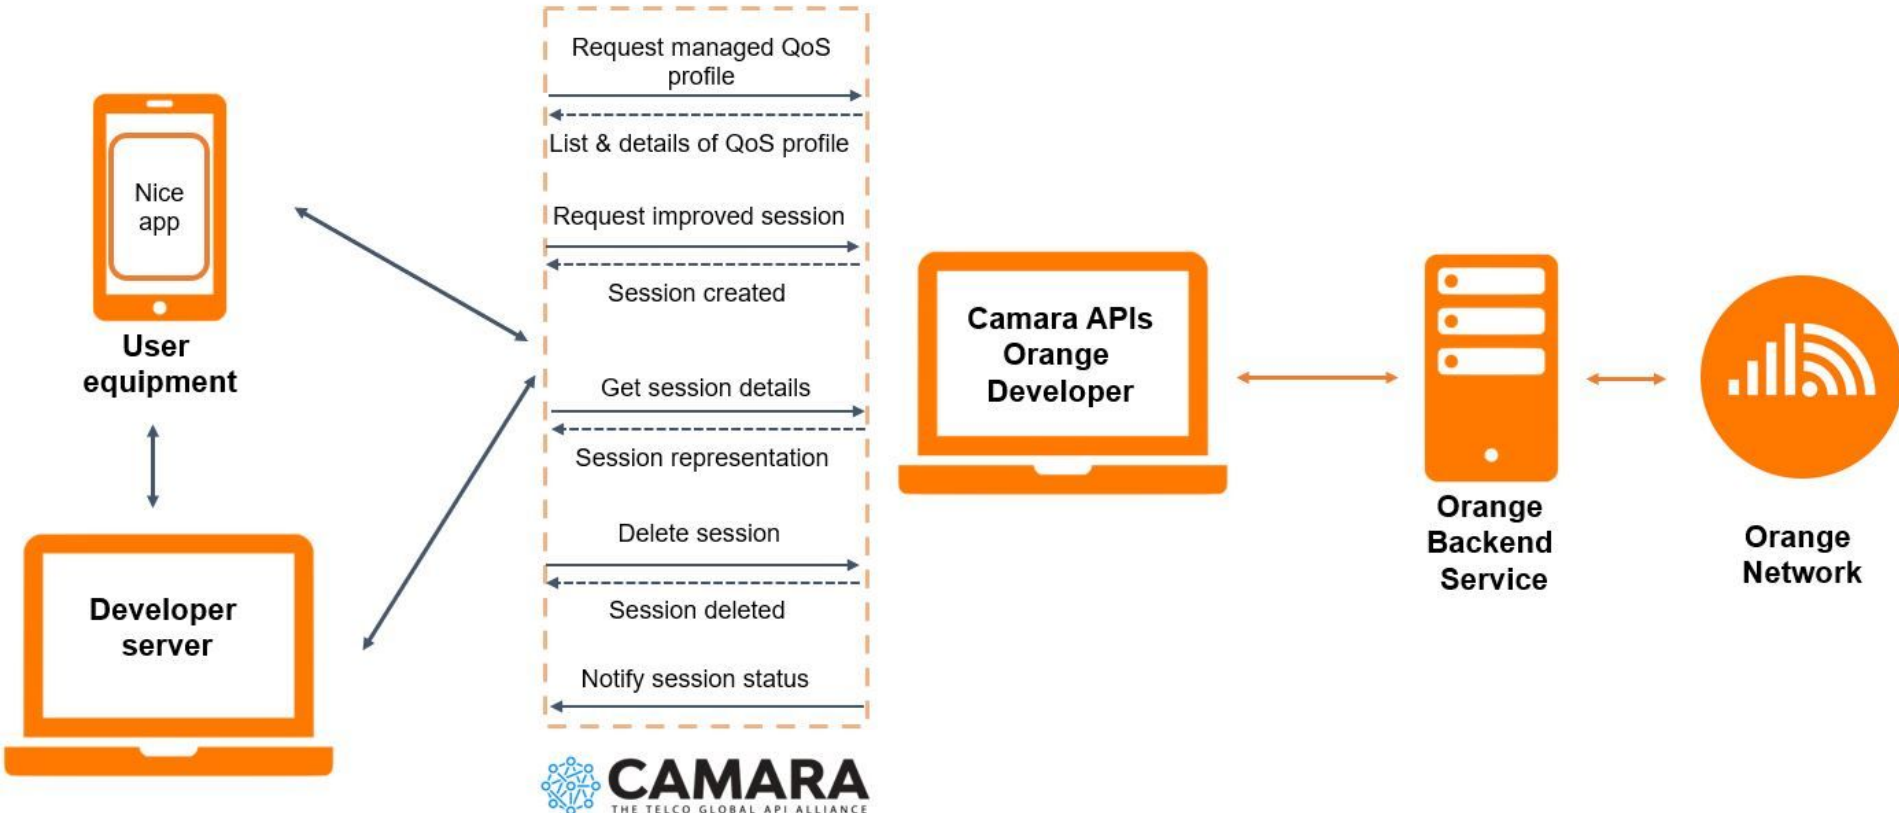 Request managed QoS
profile
List & details of QoS profile
Nice
app
Request improved session
Session created
User
equipment
Camara APIs
Orange
Developer
Get session details
Session representation
Orange
Backend
Service
Orange
Network
Delete session
Session deleted
Developer
server
Notify session status
CAMARA
THE TELCO GLOBAL API ALLIANCE